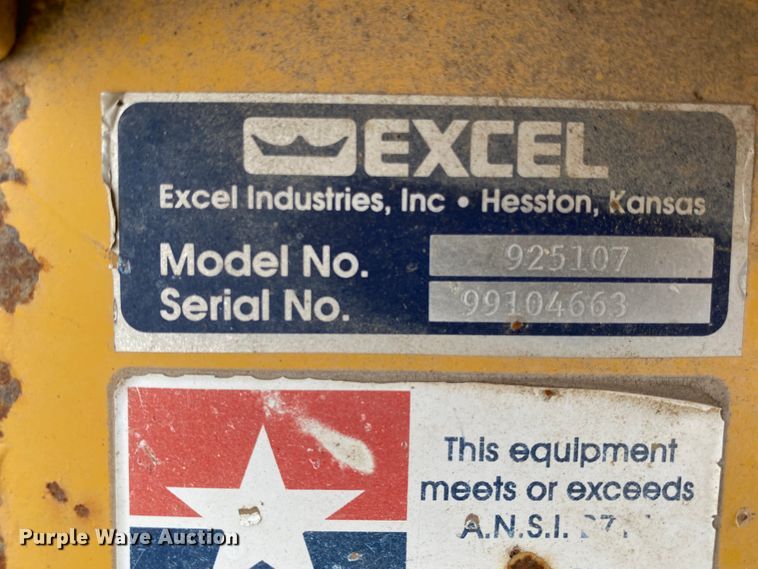 EXCEL
Excel Industries, Inc • Hesston, Kansas
Model No. 925107
Serial No. 99104663
This equipment
meets or exceeds
A.N.S.I.
Purple Wave Auction